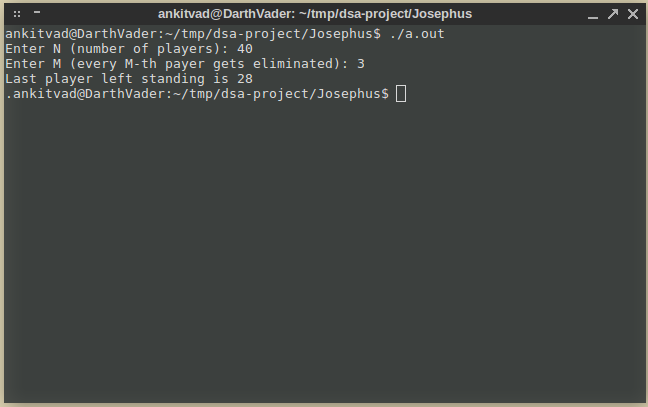 ankitvad@DarthVader: ~/tmp/dsa-project/Josephus
ankitvad@DarthVader:~/tmp/dsa-project/Josephus$ ./a.out
Enter N (number of players): 40
Enter M (every M-th payer gets eliminated): 3
Last player left standing is 28
.ankitvad@DarthVader:~/tmp/dsa-project/Josephus$